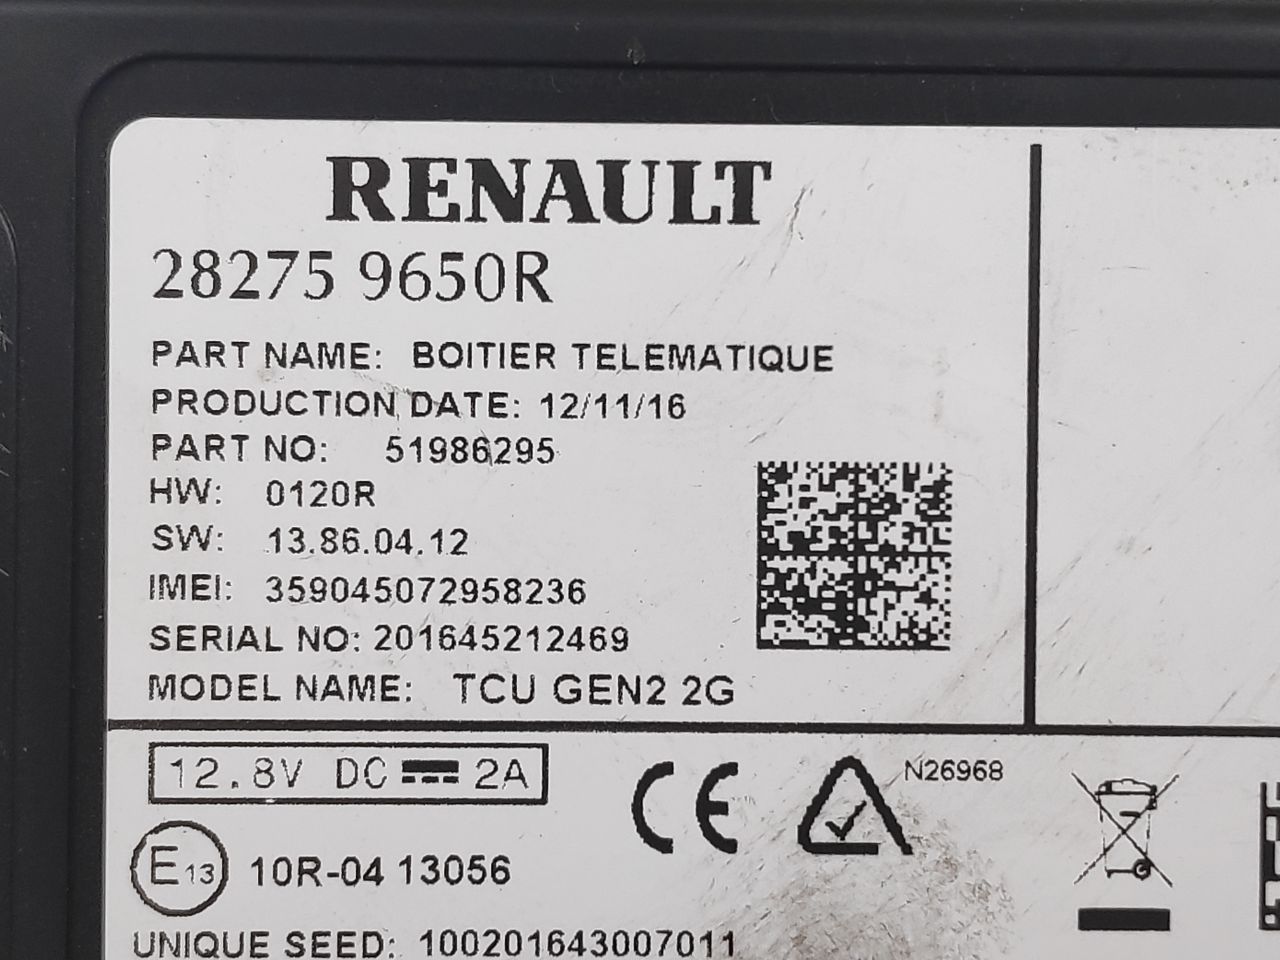 RENAULT
28275 9650R
PART NAME: BOITIER TELEMATIQUE
PRODUCTION DATE: 12/11/16
PART NO: 51986295
HW: 0120R
SW: 13.86.04.12
IMEI: 359045072958236
SERIAL NO: 201645212469
MODEL NAME: TCU GEN2 2G
12.8V DC 2A
CE
N26968
E13 10R-04 13056
UNIQUE SEED: 100201643007011